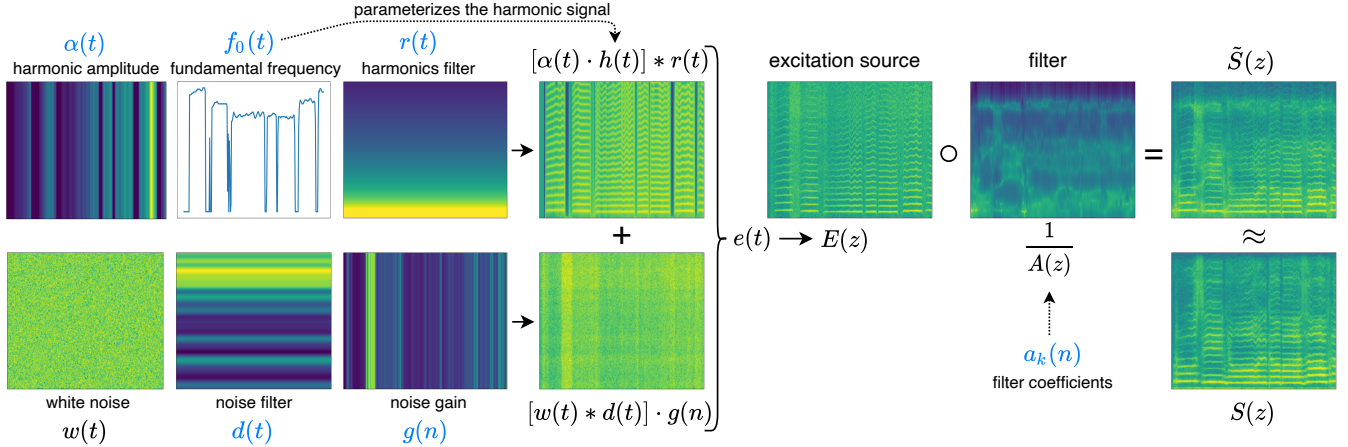 parameterizes the harmonic signal
α(t)
harmonic amplitude
f₀(t)
fundamental frequency
r(t)
harmonics filter
[α(t) · h(t)] ∗ r(t)
excitation source
filter
S̃(z)
+
e(t)
E(z)
○
1
A(z)
=
≈
white noise
w(t)
noise filter
d(t)
noise gain
g(n)
[w(t) ∗ d(t)] · g(n)
aₖ(n)
filter coefficients
S(z)